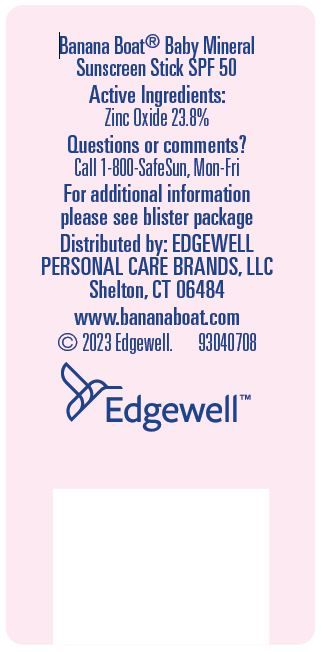 Banana Boat® Baby Mineral
Sunscreen Stick SPF 50
Active Ingredients:
Zinc Oxide 23.8%
Questions or comments?
Call 1-800-SafeSun, Mon-Fri
For additional information
please see blister package
Distributed by: EDGEWELL
PERSONAL CARE BRANDS, LLC
Shelton, CT 06484
www.bananaboat.com
© 2023 Edgewell. 93040708
Edgewell™